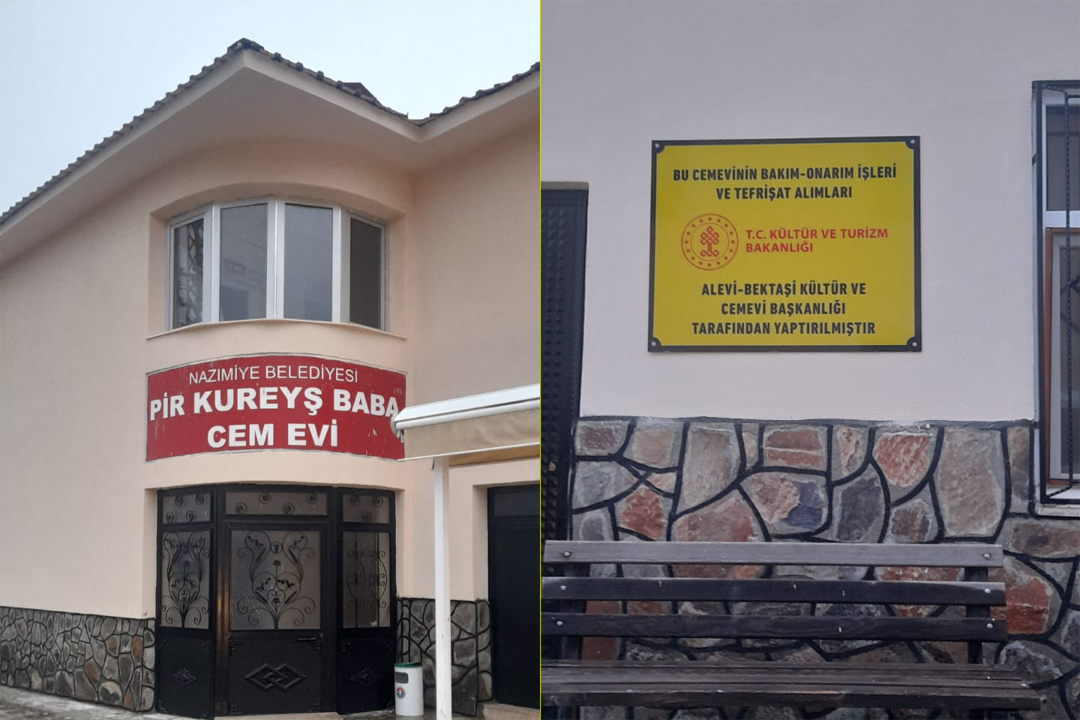 NAZIMİYE BELEDİYESİ
PİR KUREYŞ BABA
CEM EVİ
BU CEMEVİNİN BAKIM-ONARIM İŞLERİ
VE TEFRİŞAT ALIMLARI
T.C. KÜLTÜR VE TURİZM
BAKANLIĞI
ALEVİ-BEKTAŞİ KÜLTÜR VE
CEMEVİ BAŞKANLIĞI
TARAFINDAN YAPTIRILMIŞTIR